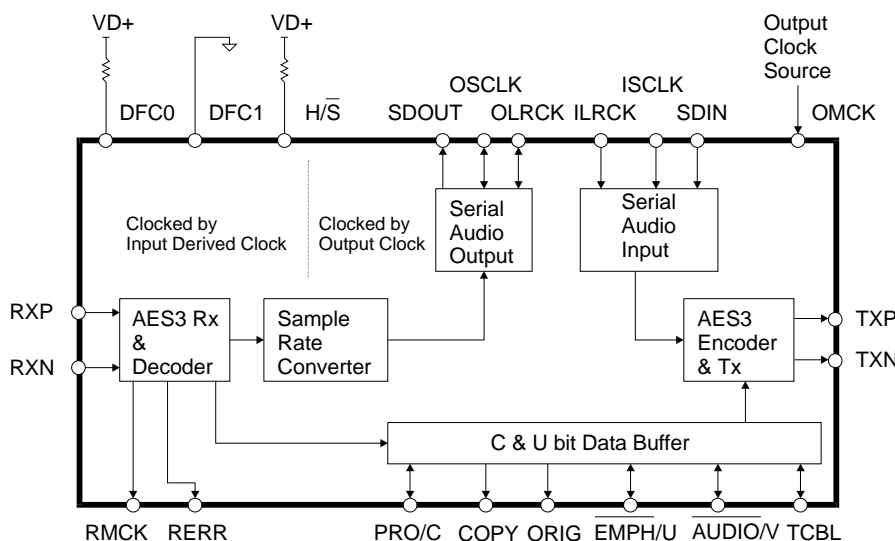 VD+
VD+
Output
Clock
Source
DFC0
DFC1
H/S̅
OSCLK
ISCLK
SDOUT
OLRCK
ILRCK
SDIN
OMCK
Clocked by
Input Derived Clock
Clocked by
Output Clock
Serial
Audio
Output
Serial
Audio
Input
RXP
RXN
AES3 Rx
&
Decoder
Sample
Rate
Converter
AES3
Encoder
& Tx
TXP
TXN
C & U bit Data Buffer
RMCK
RERR
PRO/C
COPY
ORIG
E̅M̅P̅H̅/U
A̅U̅D̅I̅O̅/V
TCBL